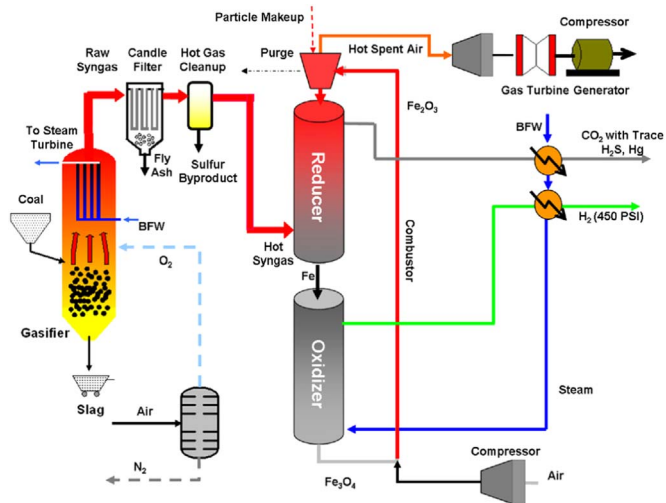 Particle Makeup
Compressor
Raw
Syngas
Candle
Filter
Hot Gas
Cleanup
Purge
Hot Spent Air
Gas Turbine Generator
Fe2O3
To Steam
Turbine
Fly
Ash
Sulfur
Byproduct
BFW
CO2 with Trace
H2S, Hg
Reducer
Coal
BFW
H2 (450 PSI)
O2
Hot
Syngas
Combustor
Fe
Gasifier
Oxidizer
Slag
Air
Steam
N2
Fe3O4
Compressor
Air